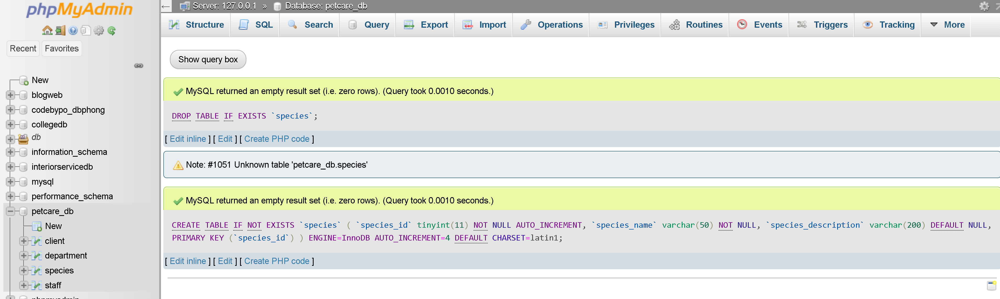 phpMyAdmin
Recent Favorites
New
blogweb
codebypo_dbphong
collegedb
db
information_schema
interiorservicedb
mysql
performance_schema
petcare_db
New
client
department
species
staff
phpmyadmin
← Server: 127.0.0.1 » Database: petcare_db
Structure SQL Search Query Export Import Operations Privileges Routines Events Triggers Tracking More
Show query box
MySQL returned an empty result set (i.e. zero rows). (Query took 0.0010 seconds.)
DROP TABLE IF EXISTS `species`;
[ Edit inline ] [ Edit ] [ Create PHP code ]
Note: #1051 Unknown table 'petcare_db.species'
MySQL returned an empty result set (i.e. zero rows). (Query took 0.0010 seconds.)
CREATE TABLE IF NOT EXISTS `species` ( `species_id` tinyint(11) NOT NULL AUTO_INCREMENT, `species_name` varchar(50) NOT NULL, `species_description` varchar(200) DEFAULT NULL,
PRIMARY KEY (`species_id`) ) ENGINE=InnoDB AUTO_INCREMENT=4 DEFAULT CHARSET=latin1;
[ Edit inline ] [ Edit ] [ Create PHP code ]